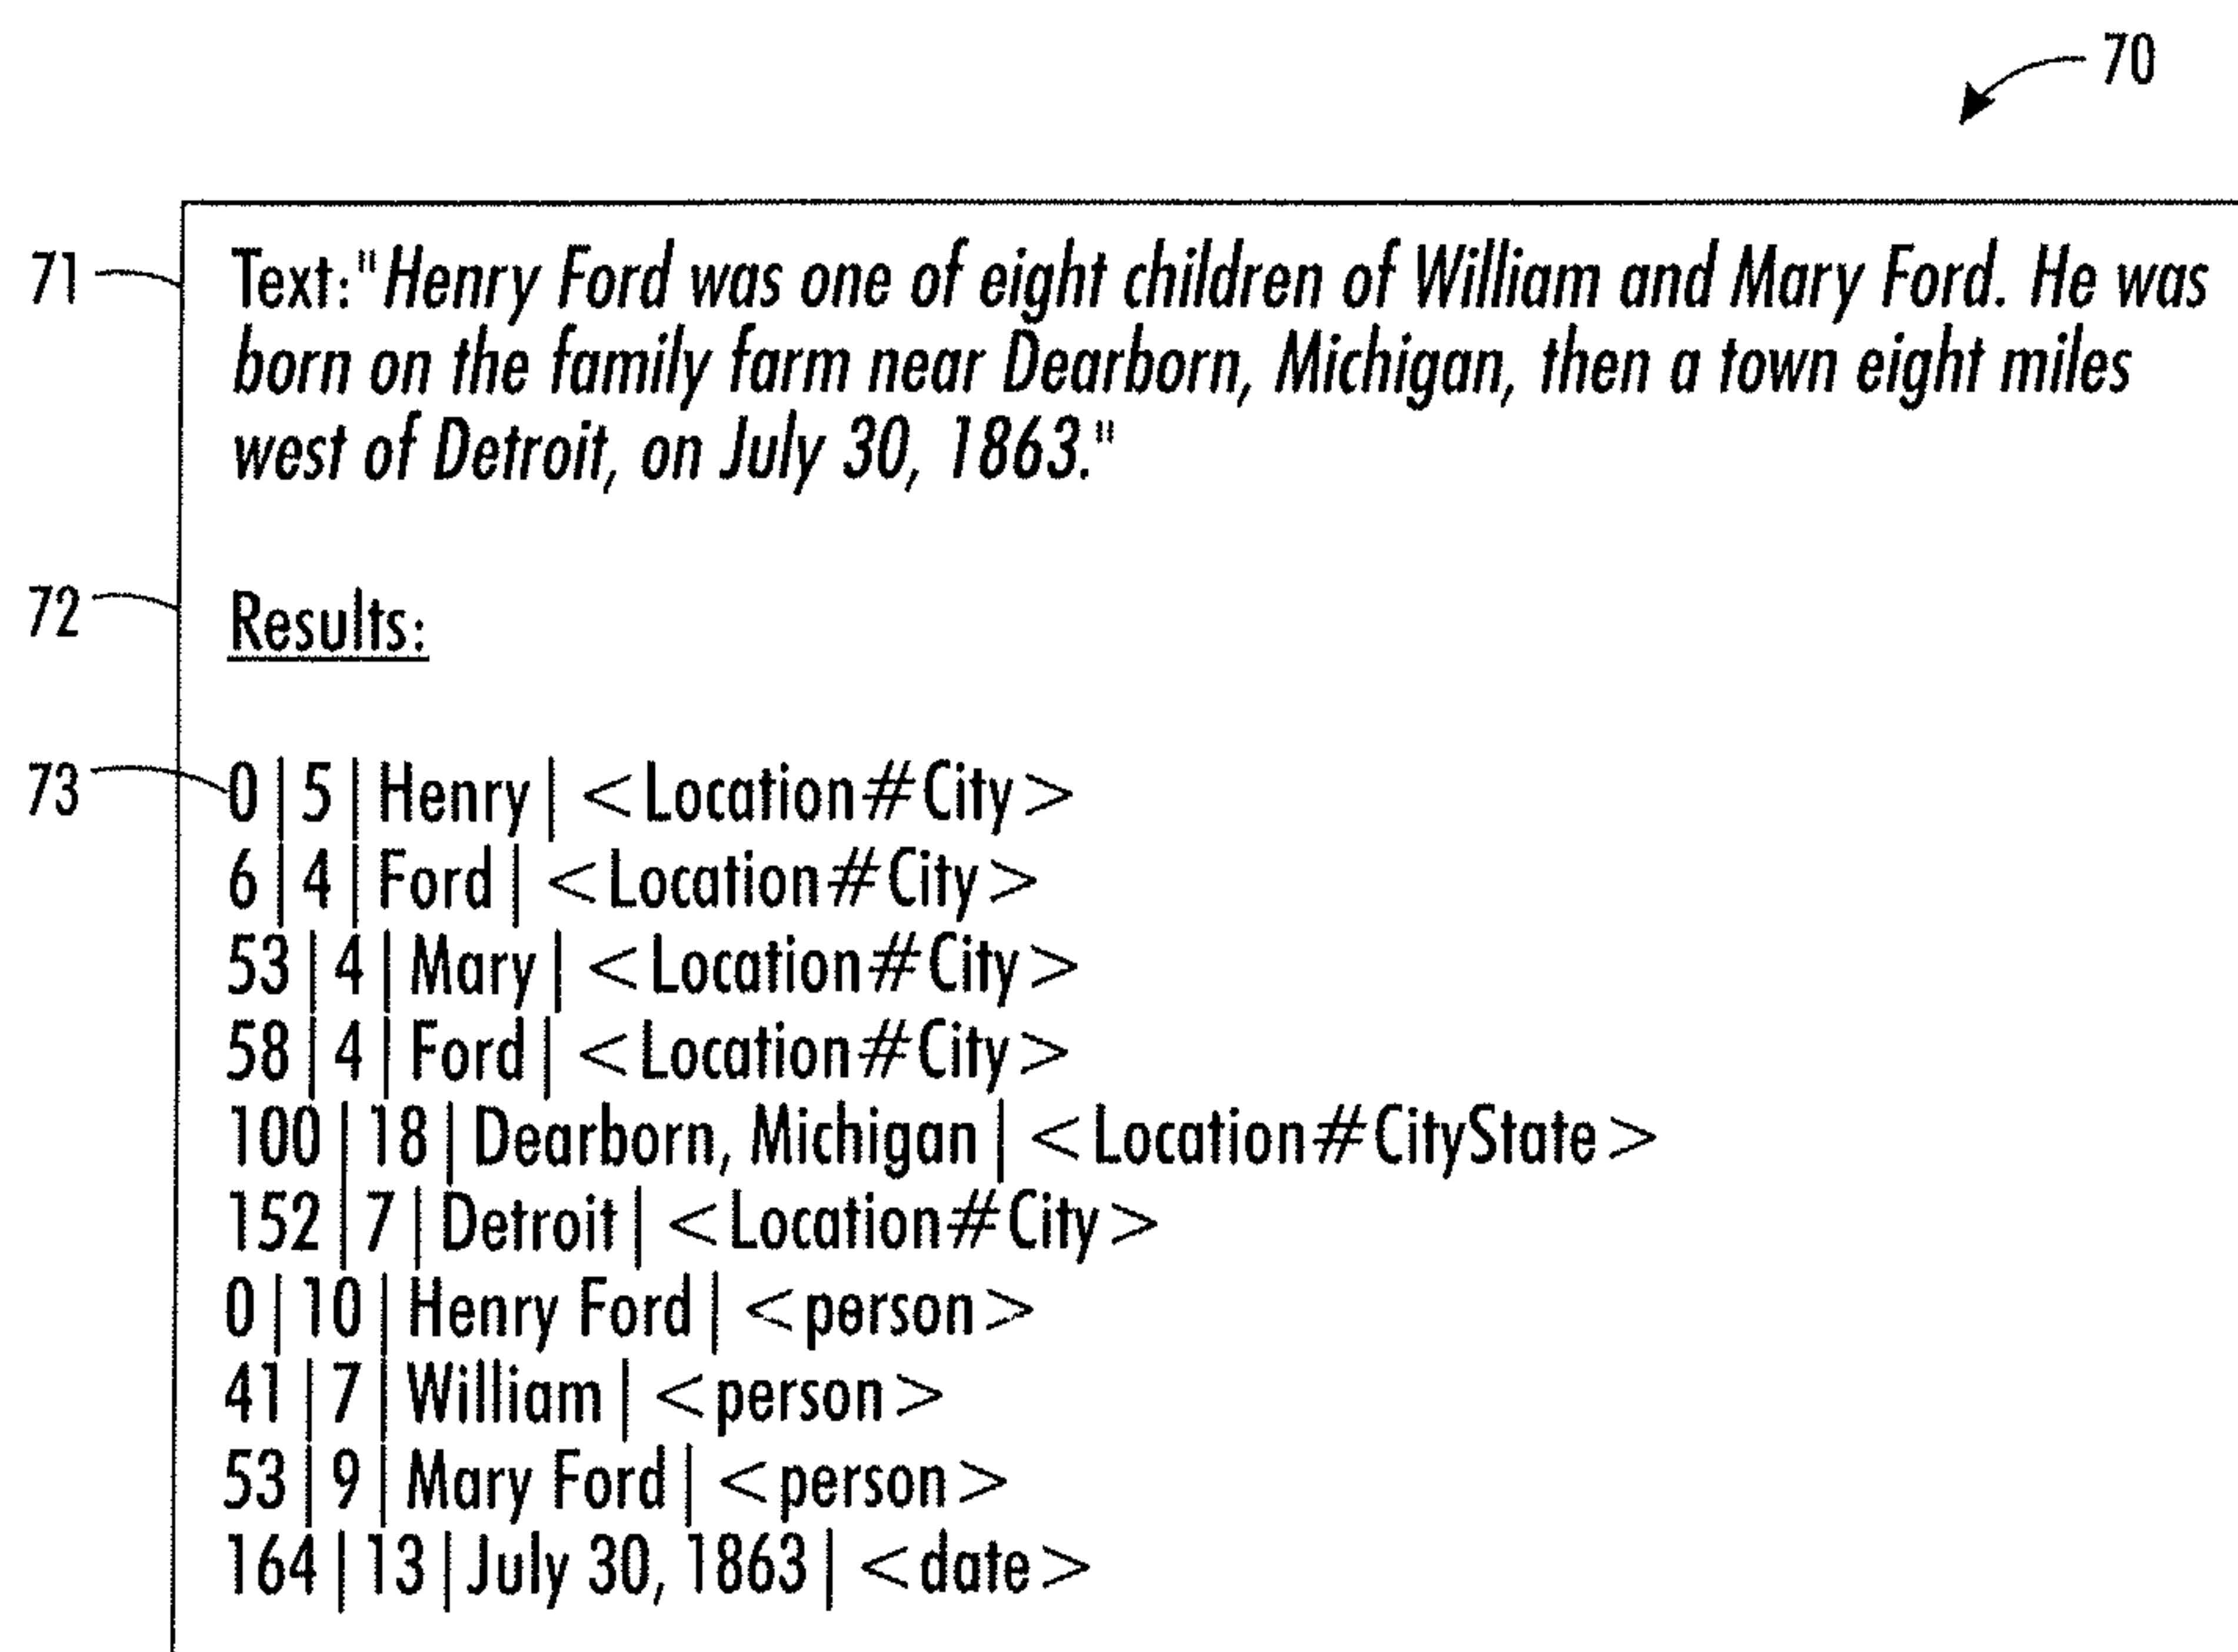 70
71 Text:"Henry Ford was one of eight children of William and Mary Ford. He was
born on the family farm near Dearborn, Michigan, then a town eight miles
west of Detroit, on July 30, 1863."
72 Results:
73 0|5|Henry| <Location#City>
6|4|Ford| <Location#City>
53|4|Mary| <Location#City>
58|4|Ford| <Location#City>
100|18|Dearborn, Michigan| <Location#CityState>
152|7|Detroit| <Location#City>
0|10|Henry Ford| <person>
41|7|William| <person>
53|9|Mary Ford| <person>
164|13|July 30, 1863| <date>